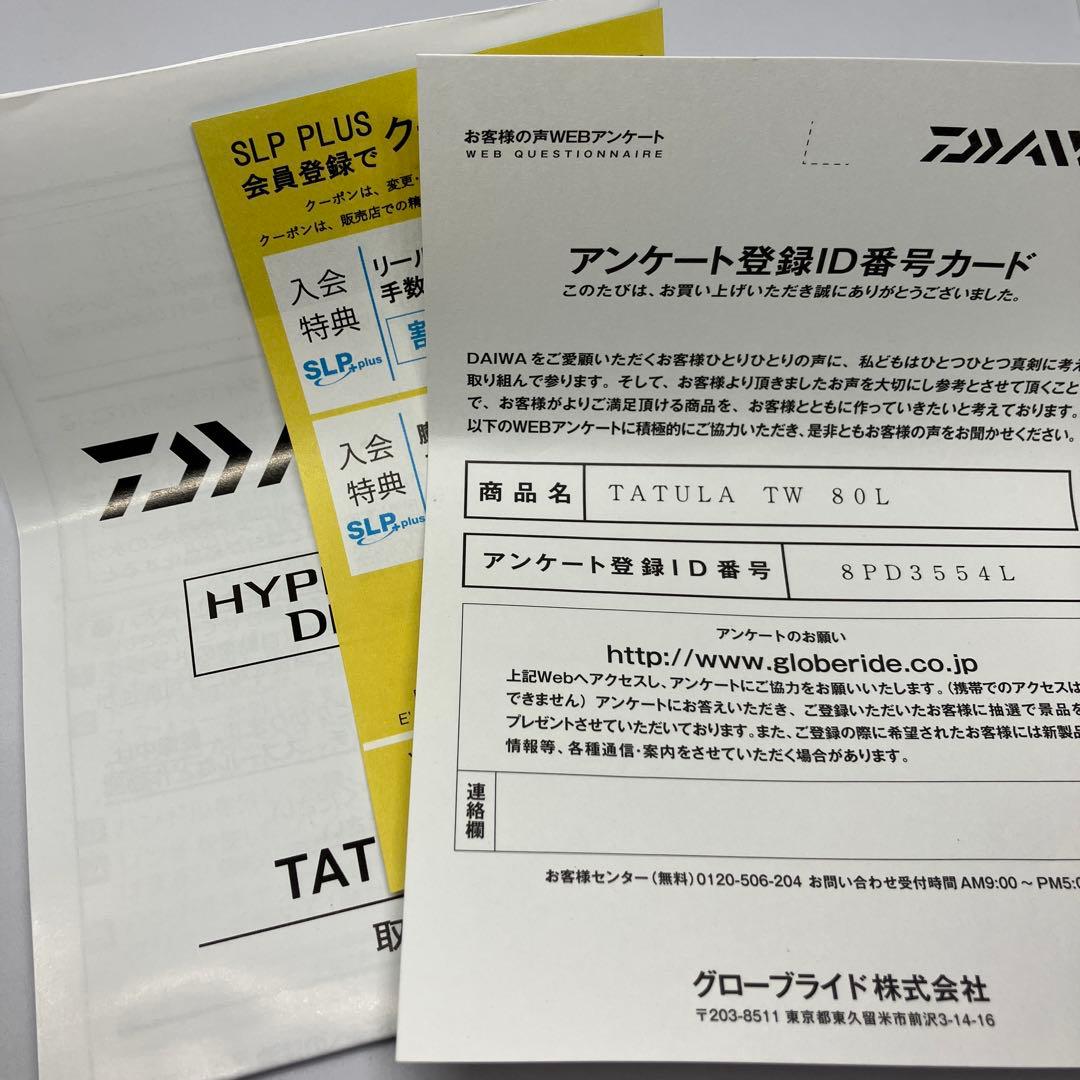 SLP PLUS
会員登録で ク
クーポンは、変更・
クーポンは、販売店での精
入会
特典
SLP+plus
リール
手数
割
入会
特典
SLP+plus
DAIWA
HYP
D
E'
TAT
取
お客様の声WEBアンケート
WEB QUESTIONNAIRE
DAIW
アンケート登録ID番号カード
このたびは、お買い上げいただき誠にありがとうございました。
DAIWAをご愛顧いただくお客様ひとりひとりの声に、私どもはひとつひとつ真剣に考え
取り組んで参ります。そして、お客様より頂きましたお声を大切にし参考とさせて頂くこと
で、お客様がよりご満足頂ける商品を、お客様とともに作っていきたいと考えております。
以下のWEBアンケートに積極的にご協力いただき、是非ともお客様の声をお聞かせください。
商品名 TATULA TW 80L
アンケート登録ID番号 8PD3554L
アンケートのお願い
http://www.globeride.co.jp
上記Webへアクセスし、アンケートにご協力をお願いいたします。(携帯でのアクセスは
できません)アンケートにお答えいただき、ご登録いただいたお客様に抽選で景品を
プレゼントさせていただいております。また、ご登録の際に希望されたお客様には新製品
情報等、各種通信・案内をさせていただく場合があります。
連絡欄
お客様センター(無料)0120-506-204 お問い合わせ受付時間 AM9:00～PM5:0
グローブライド株式会社
〒203-8511 東京都東久留米市前沢3-14-16